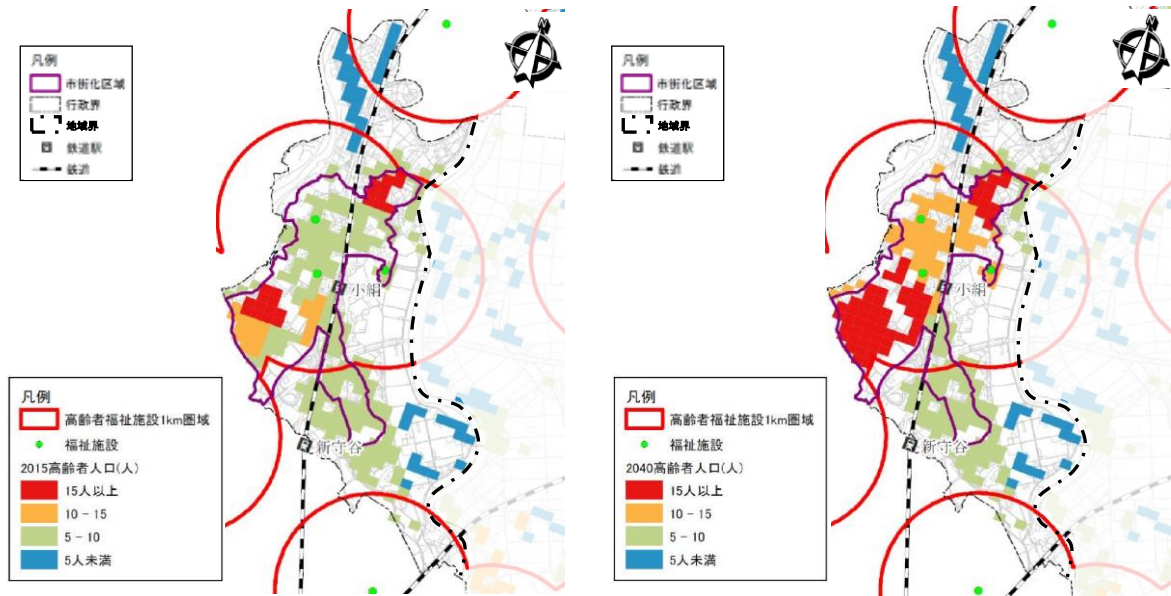 凡例
市街化区域
行政界
地域界
鉄道駅
鉄道
小絹
新守谷
凡例
高齢者福祉施設1km圏域
福祉施設
2015高齢者人口(人)
15人以上
10 - 15
5 - 10
5人未満
凡例
市街化区域
行政界
地域界
鉄道駅
鉄道
小絹
新守谷
凡例
高齢者福祉施設1km圏域
福祉施設
2040高齢者人口(人)
15人以上
10 - 15
5 - 10
5人未満